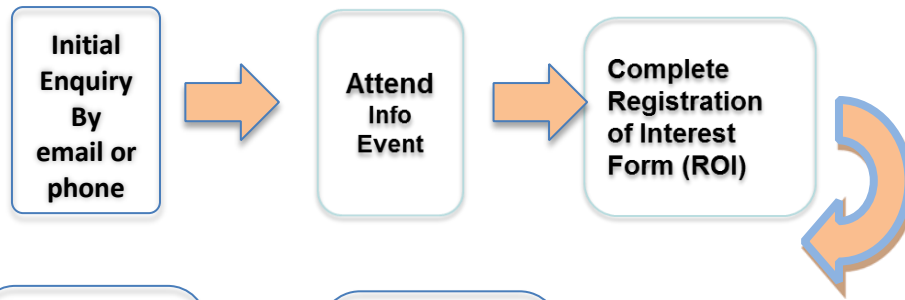 Initial
Enquiry
By
email or
phone
Attend
Info
Event
Complete
Registration
of Interest
Form (ROI)